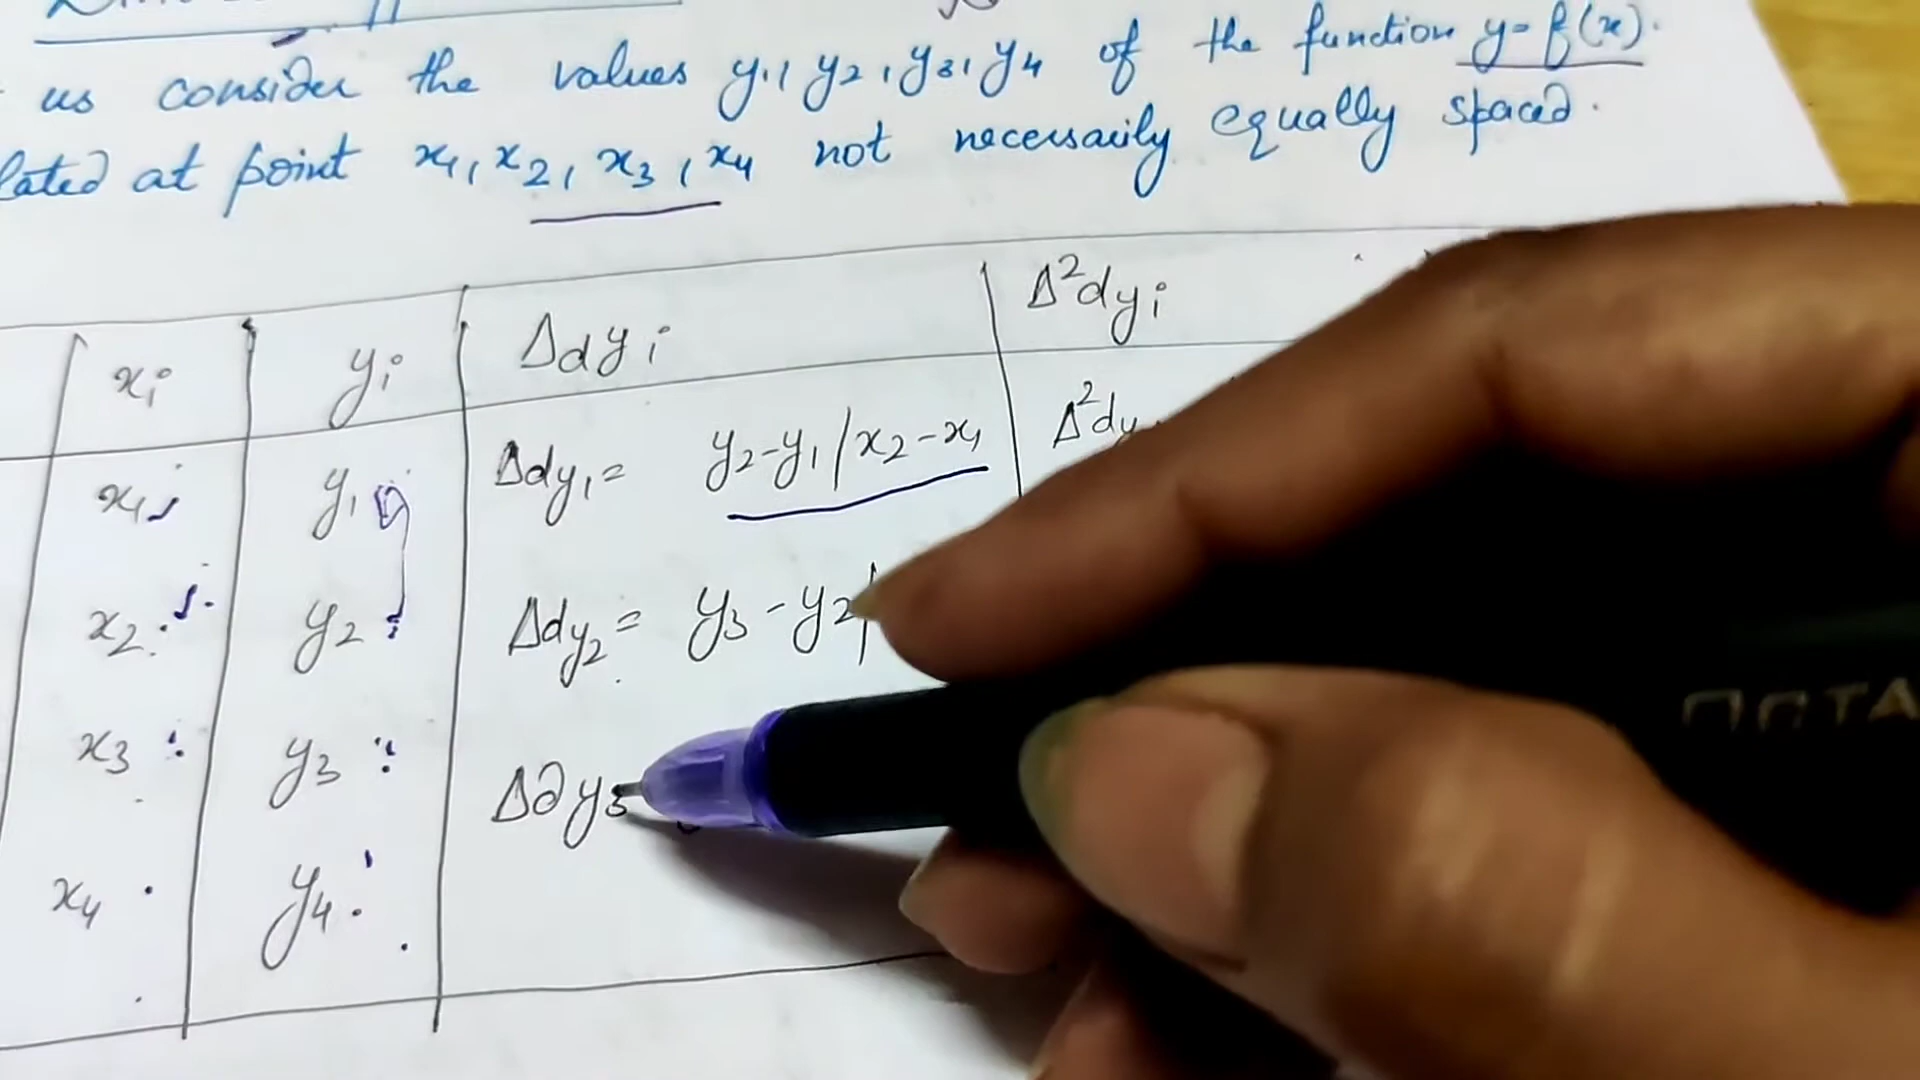 us consider the values y1, y2, y3, y4 of the function y=f(x).
lated at point x1, x2, x3, x4 not necessarily equally spaced.
xi yi Δdyi Δ²dyi
x1 y1 Δdy1= y2-y1/x2-x1 Δ²dy
x2 y2 Δdy2= y3-y2/
x3 y3 Δdy3
x4 y4
OCTA